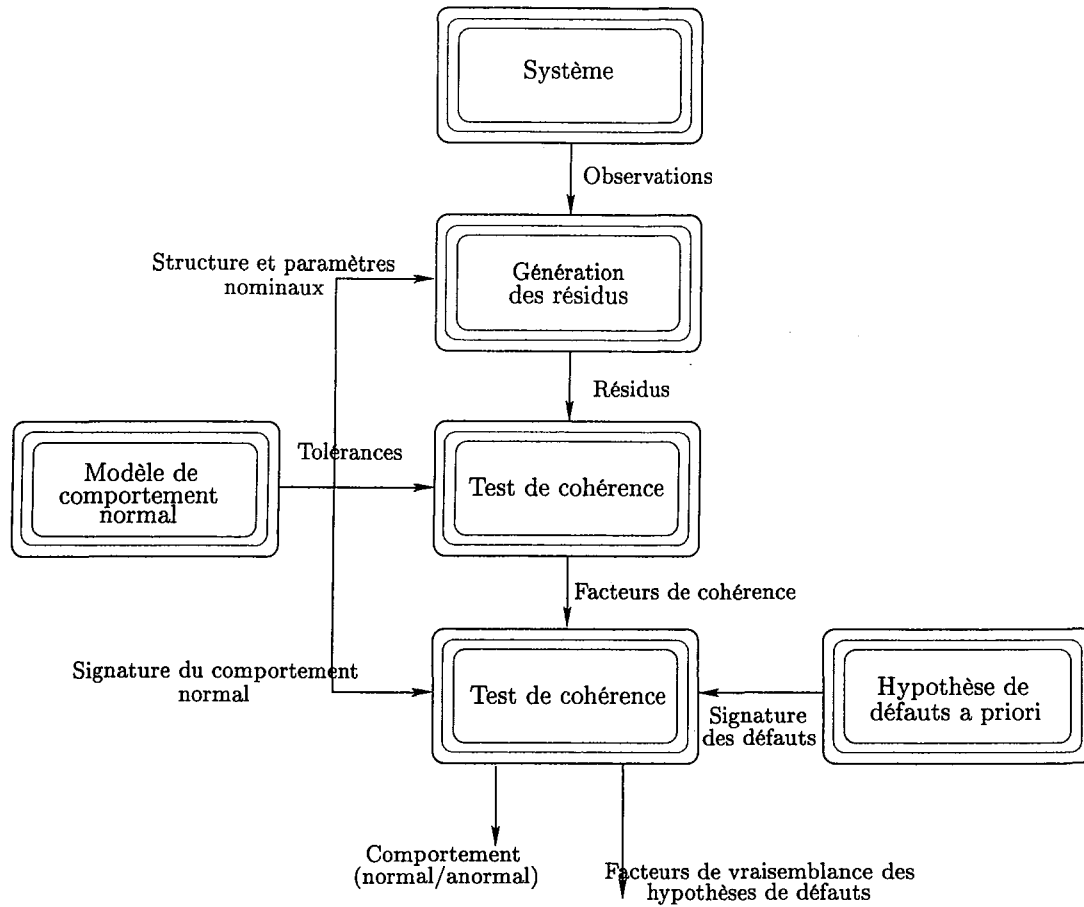 Système
Observations
Structure et paramètres
nominaux
Génération
des résidus
Résidus
Modèle de
comportement
normal
Tolérances
Test de cohérence
Facteurs de cohérence
Signature du comportement
normal
Test de cohérence
Signature
des défauts
Hypothèse de
défauts a priori
Comportement
(normal/anormal)
Facteurs de vraisemblance des
hypothèses de défauts